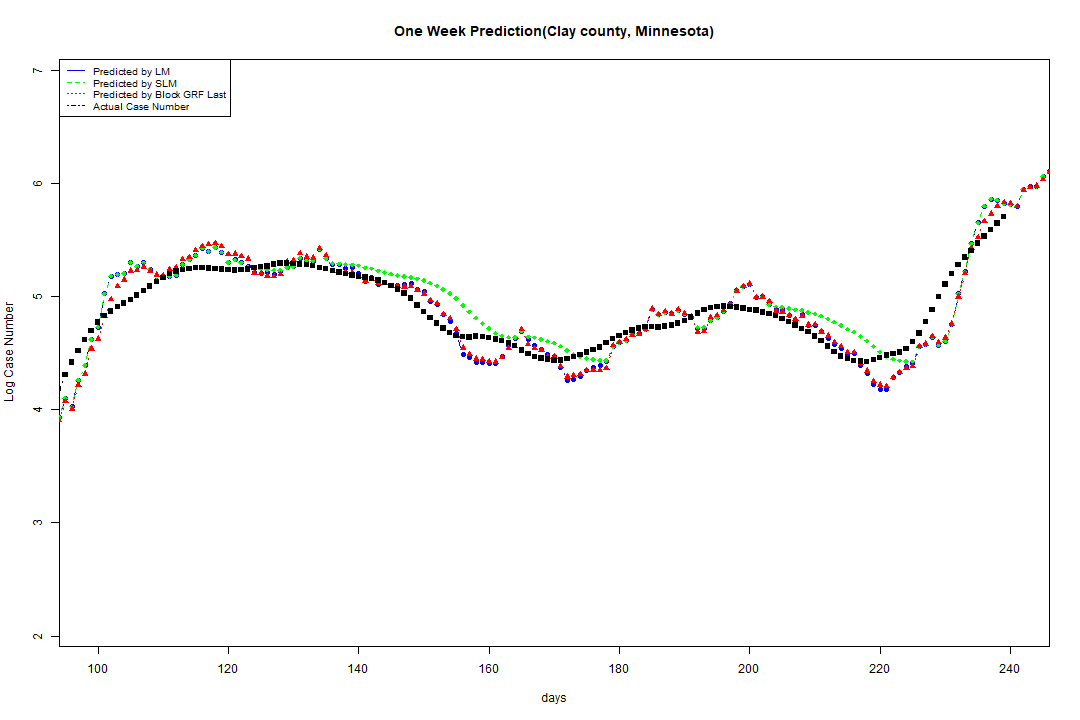 One Week Prediction(Clay county, Minnesota)
Predicted by LM
Predicted by SLM
Predicted by Block GRF Last
Actual Case Number
7
6
5
4
3
2
Log Case Number
100 120 140 160 180 200 220 240
days